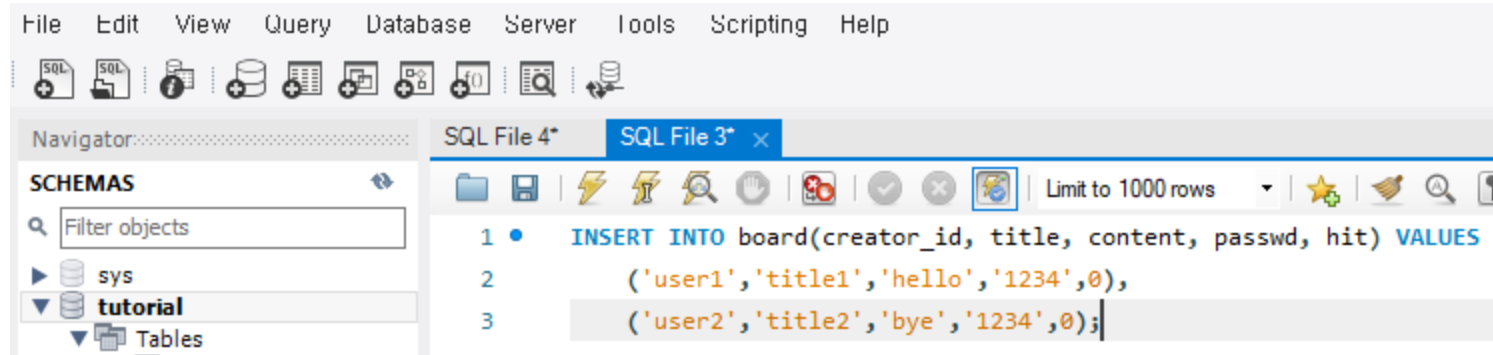 File Edit View Query Database Server Tools Scripting Help
SQL SQL
Navigator
SQL File 4* SQL File 3*
SCHEMAS
Limit to 1000 rows
Filter objects
1 INSERT INTO board(creator_id, title, content, passwd, hit) VALUES
sys
2 ('user1','title1','hello','1234',0),
tutorial
3 ('user2','title2','bye','1234',0);
Tables